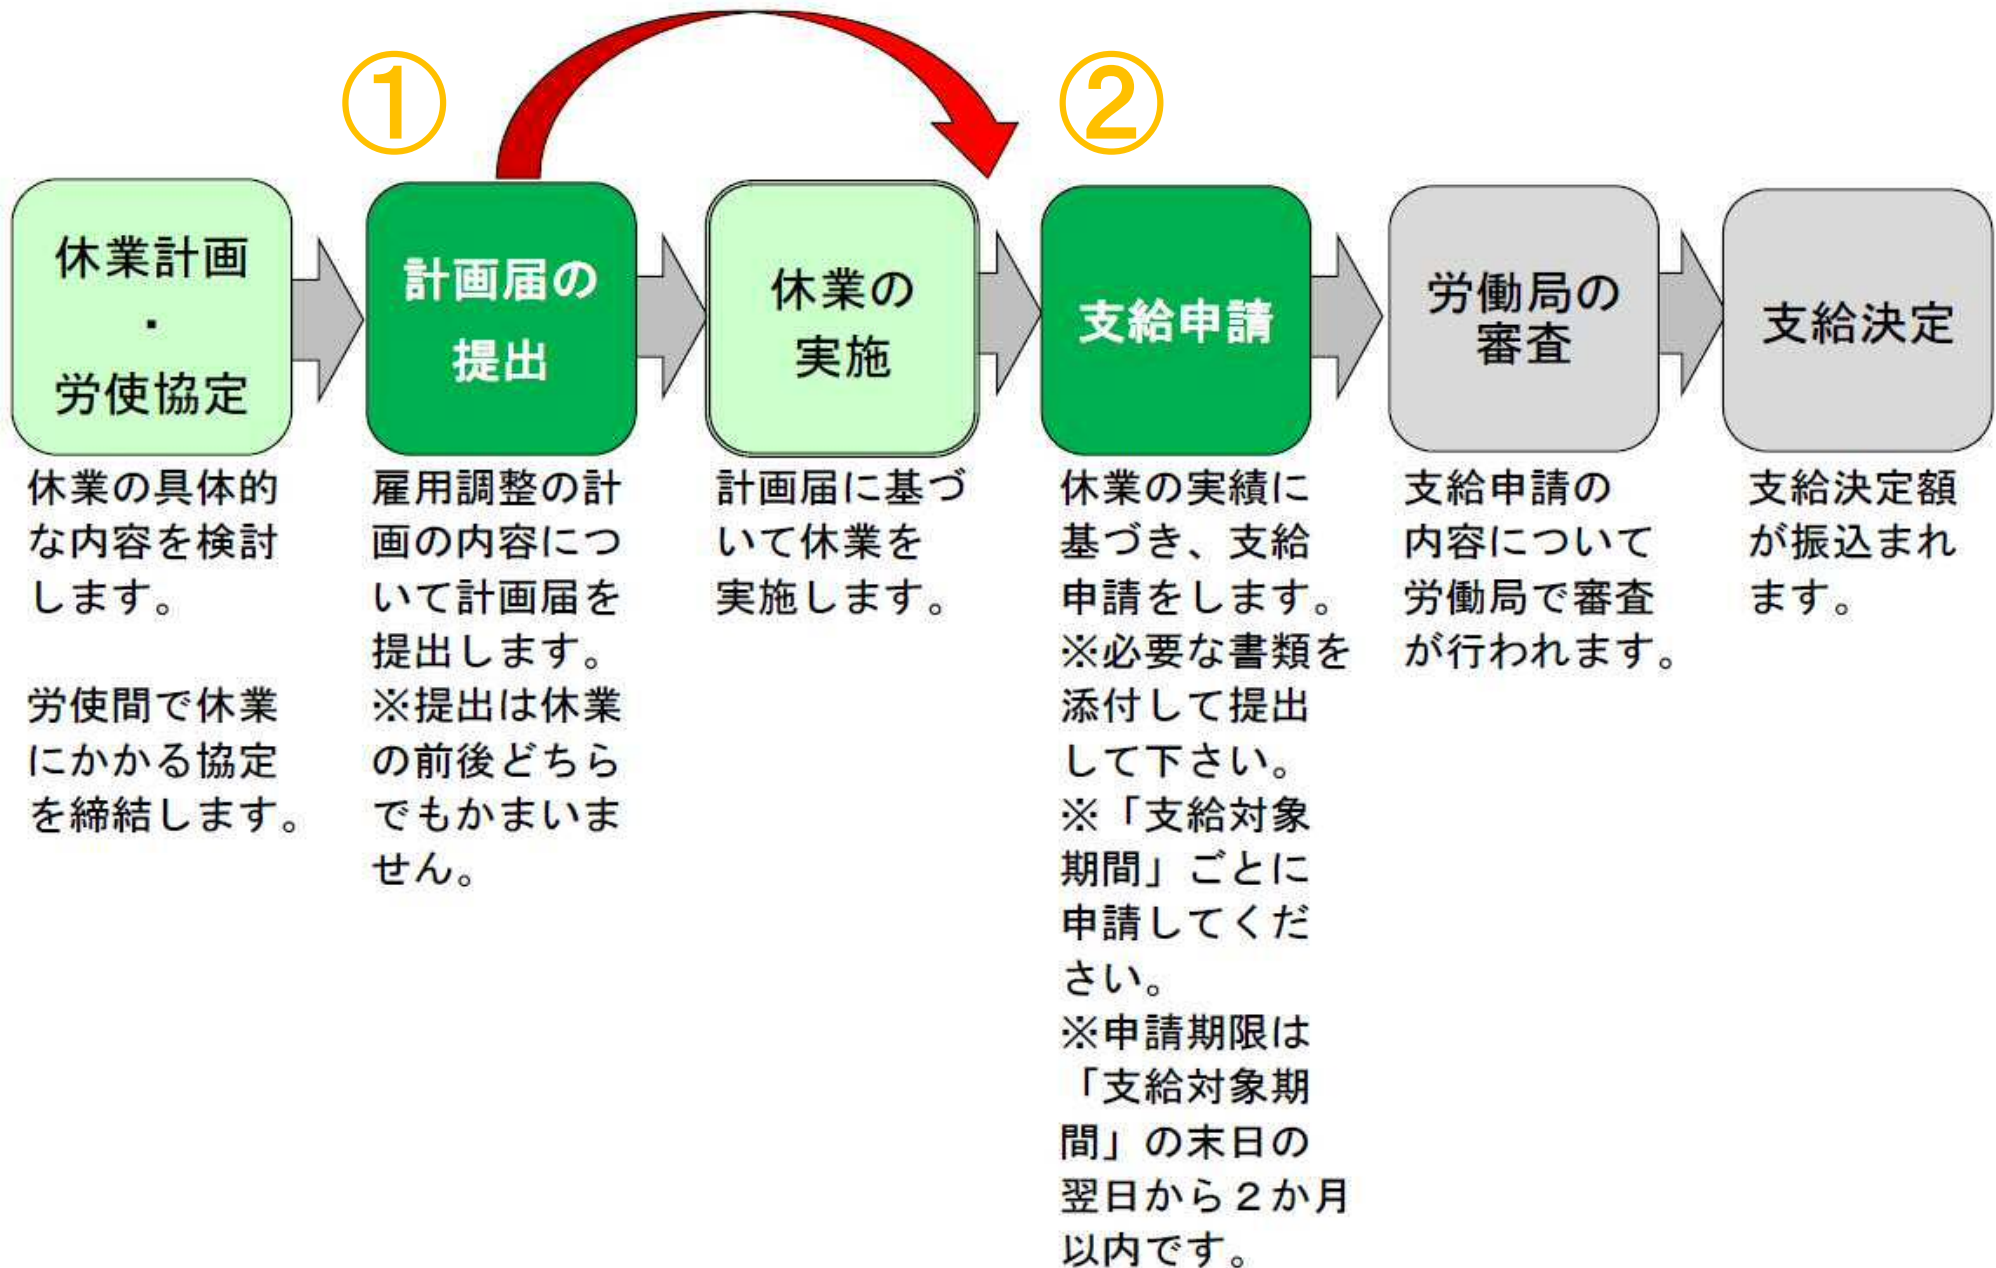 ①
②
休業計画
・
労使協定
計画届の
提出
休業の
実施
支給申請
労働局の
審査
支給決定
休業の具体的
な内容を検討
します。
労使間で休業
にかかる協定
を締結します。
雇用調整の計
画の内容につ
いて計画届を
提出します。
※提出は休業
の前後どちら
でもかまいま
せん。
計画届に基づ
いて休業を
実施します。
休業の実績に
基づき、支給
申請をします。
※必要な書類を
添付して提出
して下さい。
※「支給対象
期間」ごとに
申請してくだ
さい。
※申請期限は
「支給対象期
間」の末日の
翌日から２か月
以内です。
支給申請の
内容について
労働局で審査
が行われます。
支給決定額
が振込まれ
ます。